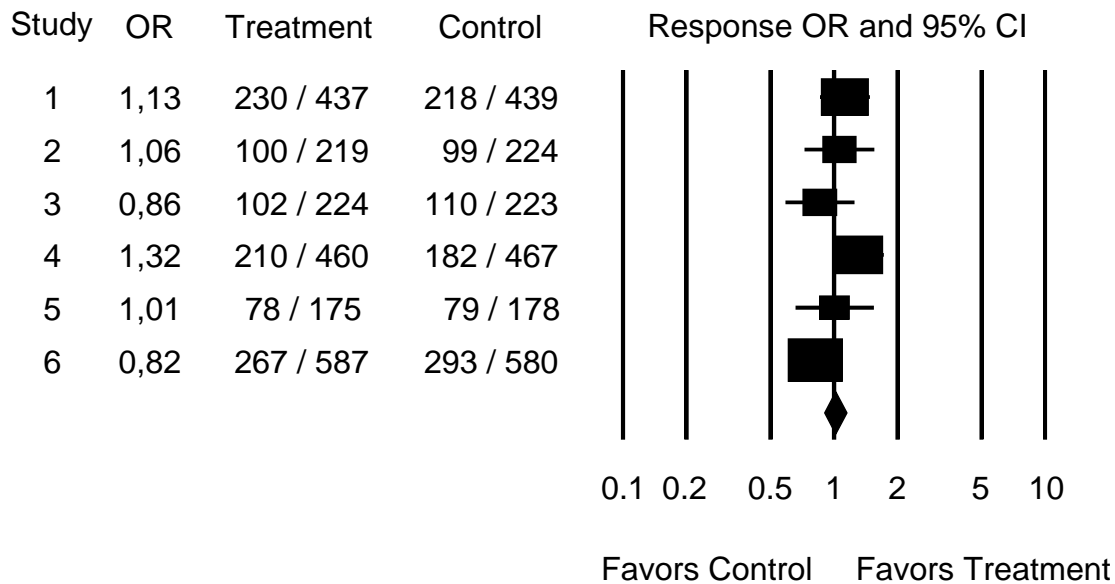 Study OR Treatment Control Response OR and 95% CI
1 1,13 230 / 437 218 / 439
2 1,06 100 / 219 99 / 224
3 0,86 102 / 224 110 / 223
4 1,32 210 / 460 182 / 467
5 1,01 78 / 175 79 / 178
6 0,82 267 / 587 293 / 580
0.1 0.2 0.5 1 2 5 10
Favors Control Favors Treatment